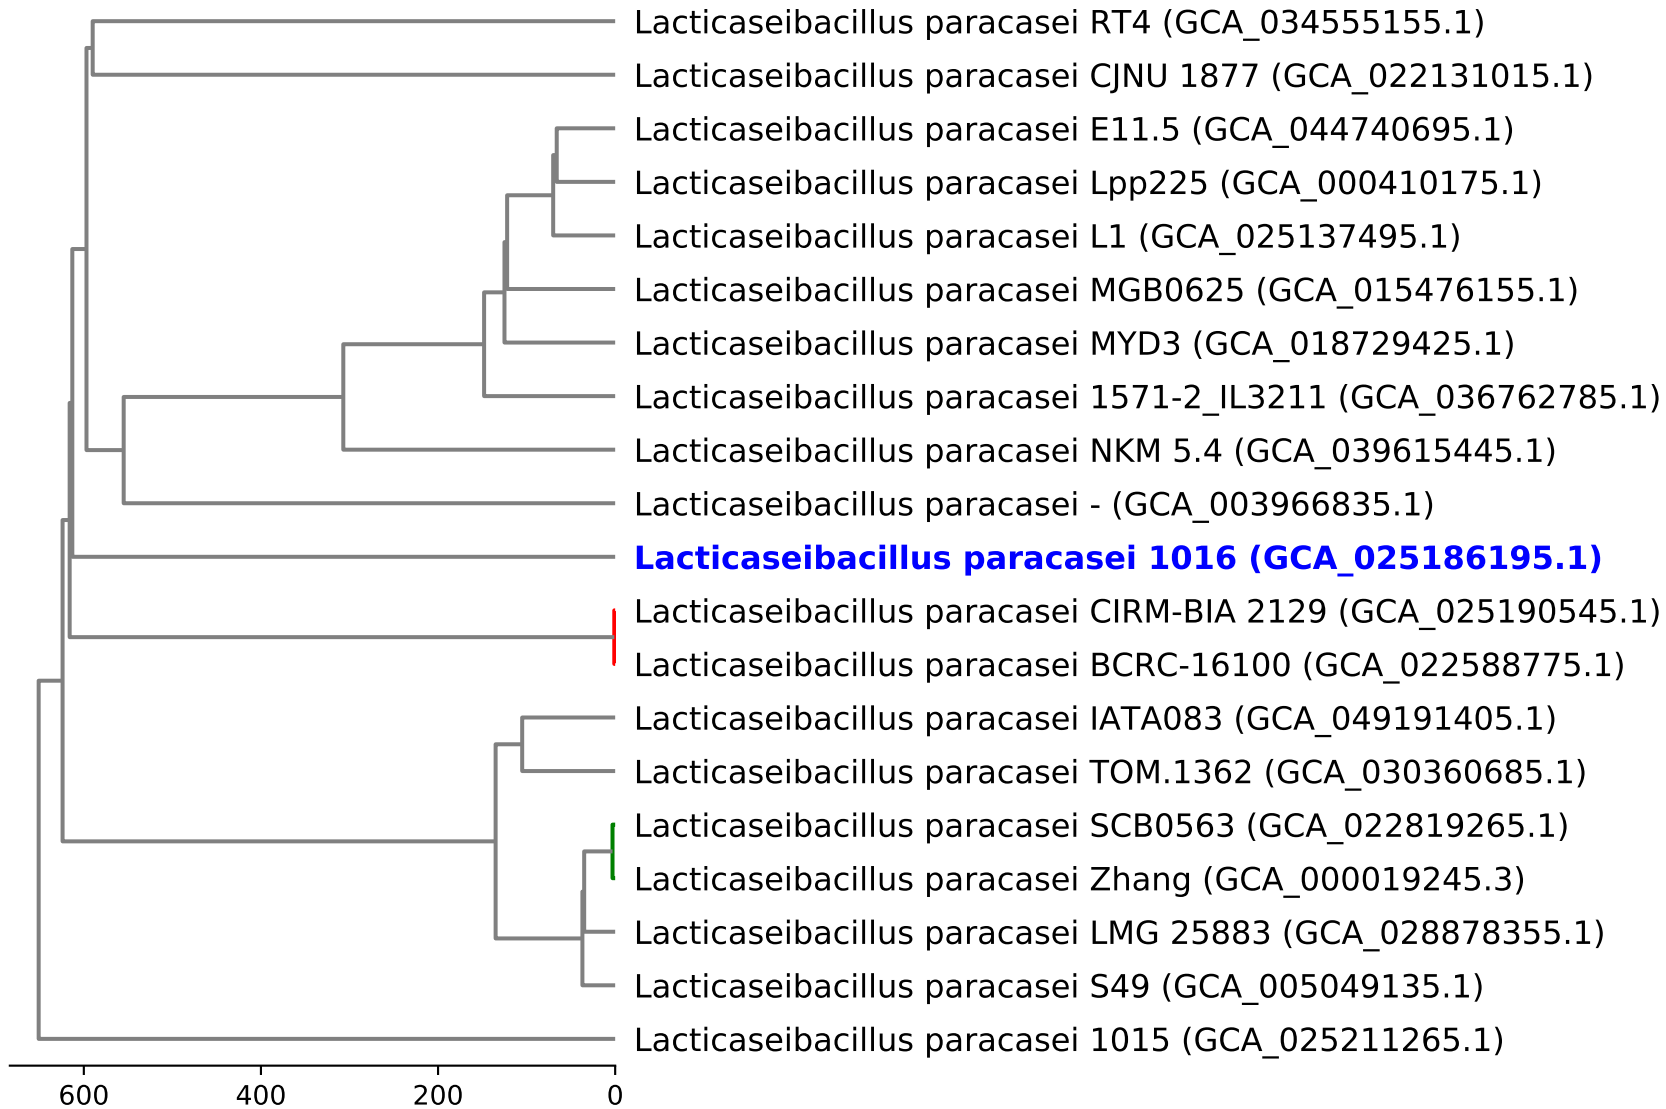 Lacticaseibacillus paracasei RT4 (GCA_034555155.1)
Lacticaseibacillus paracasei CJNU 1877 (GCA_022131015.1)
Lacticaseibacillus paracasei E11.5 (GCA_044740695.1)
Lacticaseibacillus paracasei Lpp225 (GCA_000410175.1)
Lacticaseibacillus paracasei L1 (GCA_025137495.1)
Lacticaseibacillus paracasei MGB0625 (GCA_015476155.1)
Lacticaseibacillus paracasei MYD3 (GCA_018729425.1)
Lacticaseibacillus paracasei 1571-2_IL3211 (GCA_036762785.1)
Lacticaseibacillus paracasei NKM 5.4 (GCA_039615445.1)
Lacticaseibacillus paracasei - (GCA_003966835.1)
Lacticaseibacillus paracasei 1016 (GCA_025186195.1)
Lacticaseibacillus paracasei CIRM-BIA 2129 (GCA_025190545.1)
Lacticaseibacillus paracasei BCRC-16100 (GCA_022588775.1)
Lacticaseibacillus paracasei IATA083 (GCA_049191405.1)
Lacticaseibacillus paracasei TOM.1362 (GCA_030360685.1)
Lacticaseibacillus paracasei SCB0563 (GCA_022819265.1)
Lacticaseibacillus paracasei Zhang (GCA_000019245.3)
Lacticaseibacillus paracasei LMG 25883 (GCA_028878355.1)
Lacticaseibacillus paracasei S49 (GCA_005049135.1)
Lacticaseibacillus paracasei 1015 (GCA_025211265.1)
600 400 200 0